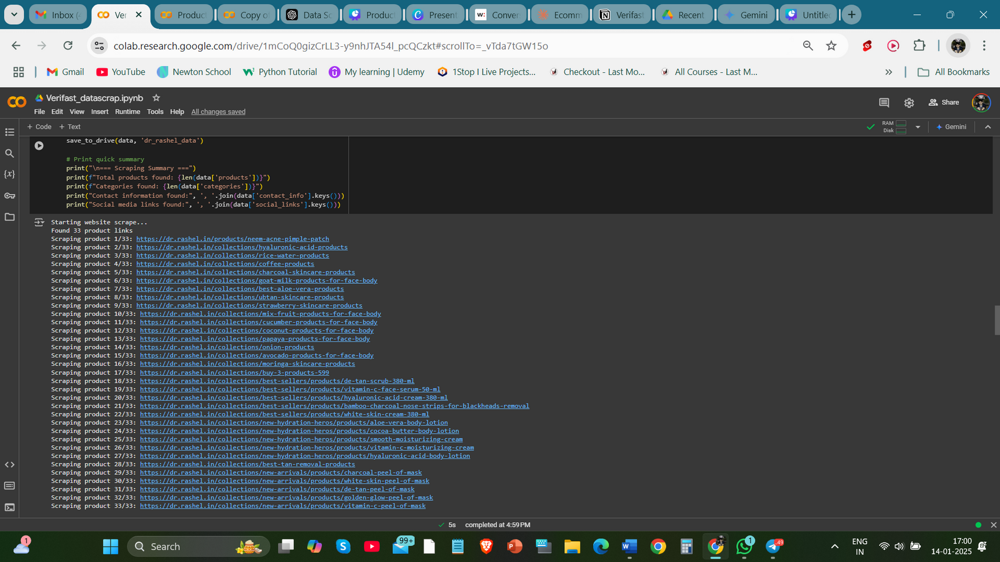 Inbox (
Ver
Product
Copy o
Data Sc
Produc
Present
w: Conver
Ecomm
Verifast
Recent
Gemini
Untitle
colab.research.google.com/drive/1mCoQ0gizCrLL3-y9nhJTA54l_pcQCzkt#scrollTo=_vTda7tGW15o
Gmail
YouTube
Newton School
Python Tutorial
My learning | Udemy
1Stop I Live Projects...
Checkout - Last Mo...
All Courses - Last M...
All Bookmarks
Verifast_datascrap.ipynb
File Edit View Insert Runtime Tools Help All changes saved
Share
+ Code + Text
RAM
Disk
Gemini
save_to_drive(data, 'dr_rashel_data')
# Print quick summary
print("\n=== Scraping Summary ===")
print(f"Total products found: {len(data['products'])}")
print(f"Categories found: {len(data['categories'])}")
print("Contact information found:", ', '.join(data['contact_info'].keys()))
print("Social media links found:", ', '.join(data['social_links'].keys()))
Starting website scrape...
Found 33 product links
Scraping product 1/33: https://dr.rashel.in/products/neem-acne-pimple-patch
Scraping product 2/33: https://dr.rashel.in/collections/hyaluronic-acid-products
Scraping product 3/33: https://dr.rashel.in/collections/rice-water-products
Scraping product 4/33: https://dr.rashel.in/collections/coffee-products
Scraping product 5/33: https://dr.rashel.in/collections/charcoal-skincare-products
Scraping product 6/33: https://dr.rashel.in/collections/goat-milk-products-for-face-body
Scraping product 7/33: https://dr.rashel.in/collections/best-aloe-vera-products
Scraping product 8/33: https://dr.rashel.in/collections/ubtan-skincare-products
Scraping product 9/33: https://dr.rashel.in/collections/strawberry-skincare-products
Scraping product 10/33: https://dr.rashel.in/collections/mix-fruit-products-for-face-body
Scraping product 11/33: https://dr.rashel.in/collections/cucumber-products-for-face-body
Scraping product 12/33: https://dr.rashel.in/collections/coconut-products-for-face-body
Scraping product 13/33: https://dr.rashel.in/collections/papaya-products-for-face-body
Scraping product 14/33: https://dr.rashel.in/collections/onion-products
Scraping product 15/33: https://dr.rashel.in/collections/avocado-products-for-face-body
Scraping product 16/33: https://dr.rashel.in/collections/moringa-skincare-products
Scraping product 17/33: https://dr.rashel.in/collections/buy-3-products-599
Scraping product 18/33: https://dr.rashel.in/collections/best-sellers/products/de-tan-scrub-380-ml
Scraping product 19/33: https://dr.rashel.in/collections/best-sellers/products/vitamin-c-face-serum-50-ml
Scraping product 20/33: https://dr.rashel.in/collections/best-sellers/products/hyaluronic-acid-cream-380-ml
Scraping product 21/33: https://dr.rashel.in/collections/best-sellers/products/bamboo-charcoal-nose-strips-for-blackheads-removal
Scraping product 22/33: https://dr.rashel.in/collections/best-sellers/products/white-skin-cream-380-ml
Scraping product 23/33: https://dr.rashel.in/collections/new-hydration-heros/products/aloe-vera-body-lotion
Scraping product 24/33: https://dr.rashel.in/collections/new-hydration-heros/products/cocoa-butter-body-lotion
Scraping product 25/33: https://dr.rashel.in/collections/new-hydration-heros/products/smooth-moisturizing-cream
Scraping product 26/33: https://dr.rashel.in/collections/new-hydration-heros/products/vitamin-c-moisturizing-cream
Scraping product 27/33: https://dr.rashel.in/collections/new-hydration-heros/products/hyaluronic-acid-body-lotion
Scraping product 28/33: https://dr.rashel.in/collections/best-tan-removal-products
Scraping product 29/33: https://dr.rashel.in/collections/new-arrivals/products/charcoal-peel-of-mask
Scraping product 30/33: https://dr.rashel.in/collections/new-arrivals/products/white-skin-peel-of-mask
Scraping product 31/33: https://dr.rashel.in/collections/new-arrivals/products/de-tan-peel-of-mask
Scraping product 32/33: https://dr.rashel.in/collections/new-arrivals/products/golden-glow-peel-of-mask
Scraping product 33/33: https://dr.rashel.in/collections/new-arrivals/products/vitamin-c-peel-of-mask
5s completed at 4:59 PM
1
Search
99+
1
49
ENG
IN
17:00
14-01-2025